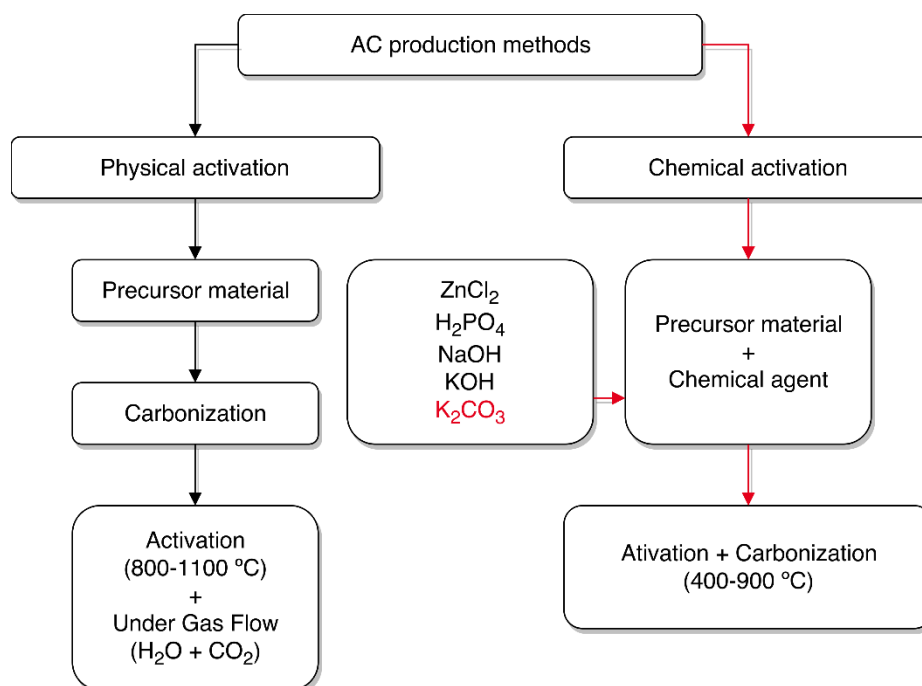 AC production methods
Physical activation
Chemical activation
Precursor material
Carbonization
Activation
(800-1100 ºC)
+
Under Gas Flow
(H₂O + CO₂)
ZnCl₂
H₂PO₄
NaOH
KOH
K₂CO₃
Precursor material
+
Chemical agent
Ativation + Carbonization
(400-900 ºC)